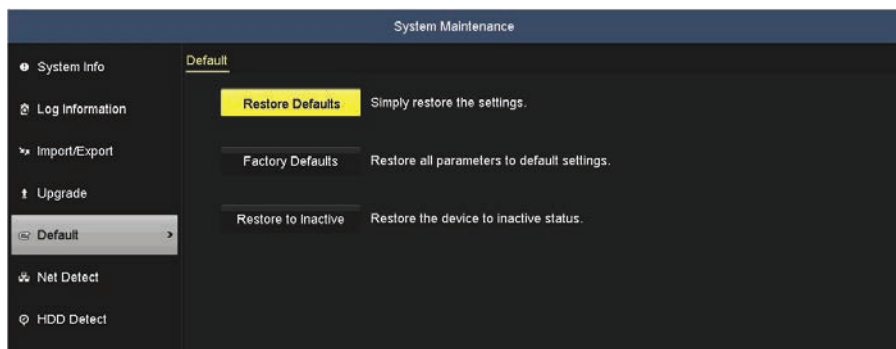 System Maintenance
System Info
Log Information
Import/Export
Upgrade
Default
Net Detect
HDD Detect
Default
Restore Defaults Simply restore the settings.
Factory Defaults Restore all parameters to default settings.
Restore to Inactive Restore the device to inactive status.